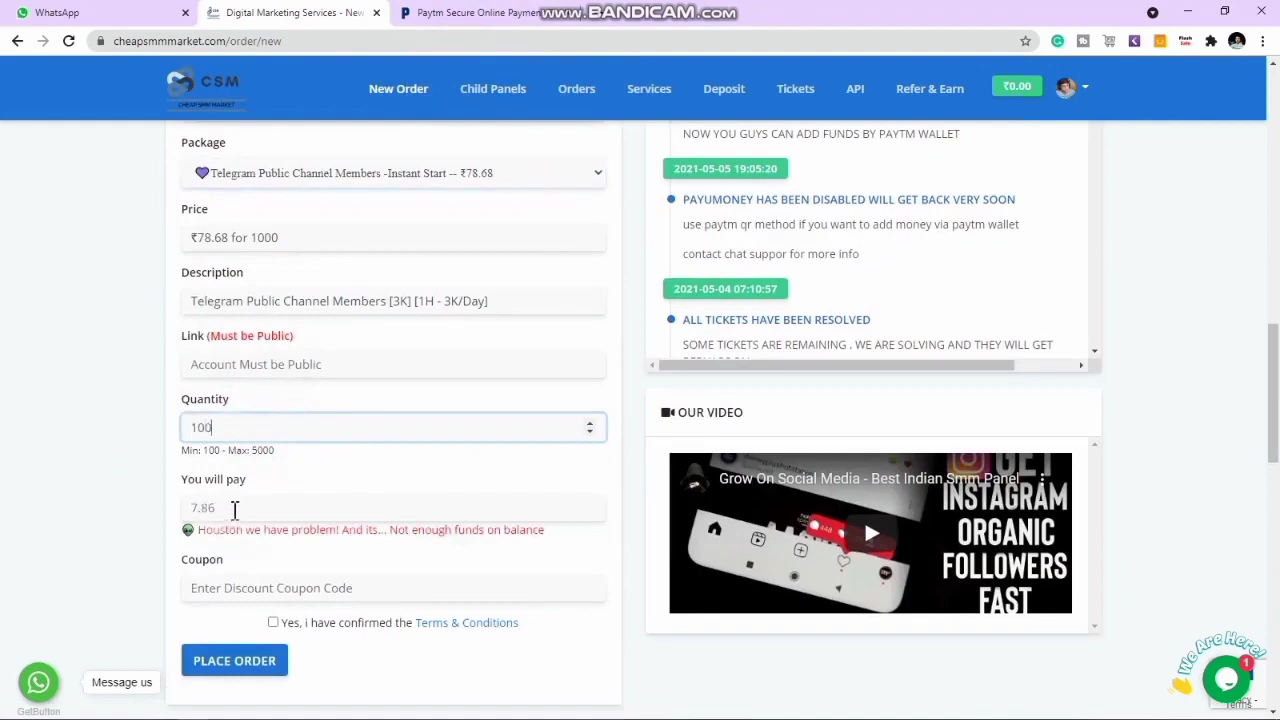 WhatsApp
Digital Marketing Services - New
Paytm Secure Online Paymen
www.BANDICAM.com
cheapsmmmarket.com/order/new
CSM
CHEAPSMM MARKET
New Order
Child Panels
Orders
Services
Deposit
Tickets
API
Refer & Earn
₹0.00
Package
💜Telegram Public Channel Members -Instant Start -- ₹78.68
Price
₹78.68 for 1000
Description
Telegram Public Channel Members [3K] [1H - 3K/Day]
Link (Must be Public)
Account Must be Public
Quantity
100
Min: 100 - Max: 5000
You will pay
7.86
Houston we have problem! And its... Not enough funds on balance
Coupon
Enter Discount Coupon Code
Yes, i have confirmed the Terms & Conditions
PLACE ORDER
Message us
GetButton
NOW YOU GUYS CAN ADD FUNDS BY PAYTM WALLET
2021-05-05 19:05:20
PAYUMONEY HAS BEEN DISABLED WILL GET BACK VERY SOON
use paytm qr method if you want to add money via paytm wallet
contact chat suppor for more info
2021-05-04 07:10:57
ALL TICKETS HAVE BEEN RESOLVED
SOME TICKETS ARE REMAINING . WE ARE SOLVING AND THEY WILL GET
OUR VIDEO
Grow On Social Media - Best Indian Smm Panel
GET
INSTAGRAM
ORGANIC
FOLLOWERS
FAST
We Are Here!
1
Terms